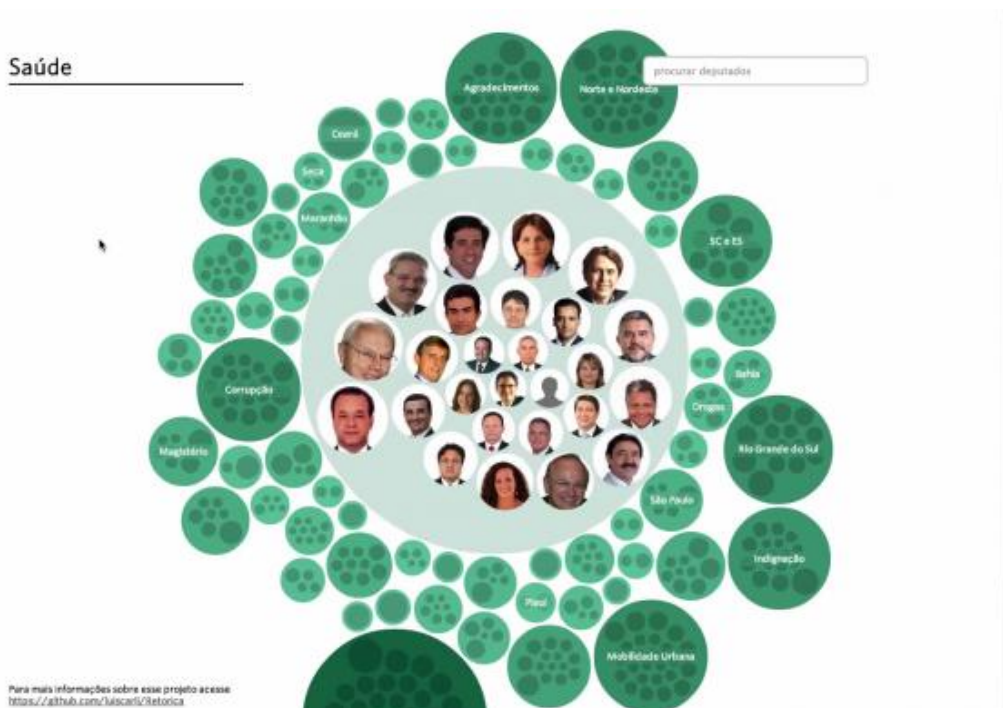 Saúde
procurar deputados
Agradecimentos
Norte e Nordeste
Cearά
Seca
Maranhão
SC e ES
Bahia
Corrupção
Drogas
Magistério
Rio Grande do Sul
São Paulo
Indignação
Piauí
Mobilidade Urbana
Para mais informações sobre esse projeto acesse
https://github.com/luiscarli/Retorica